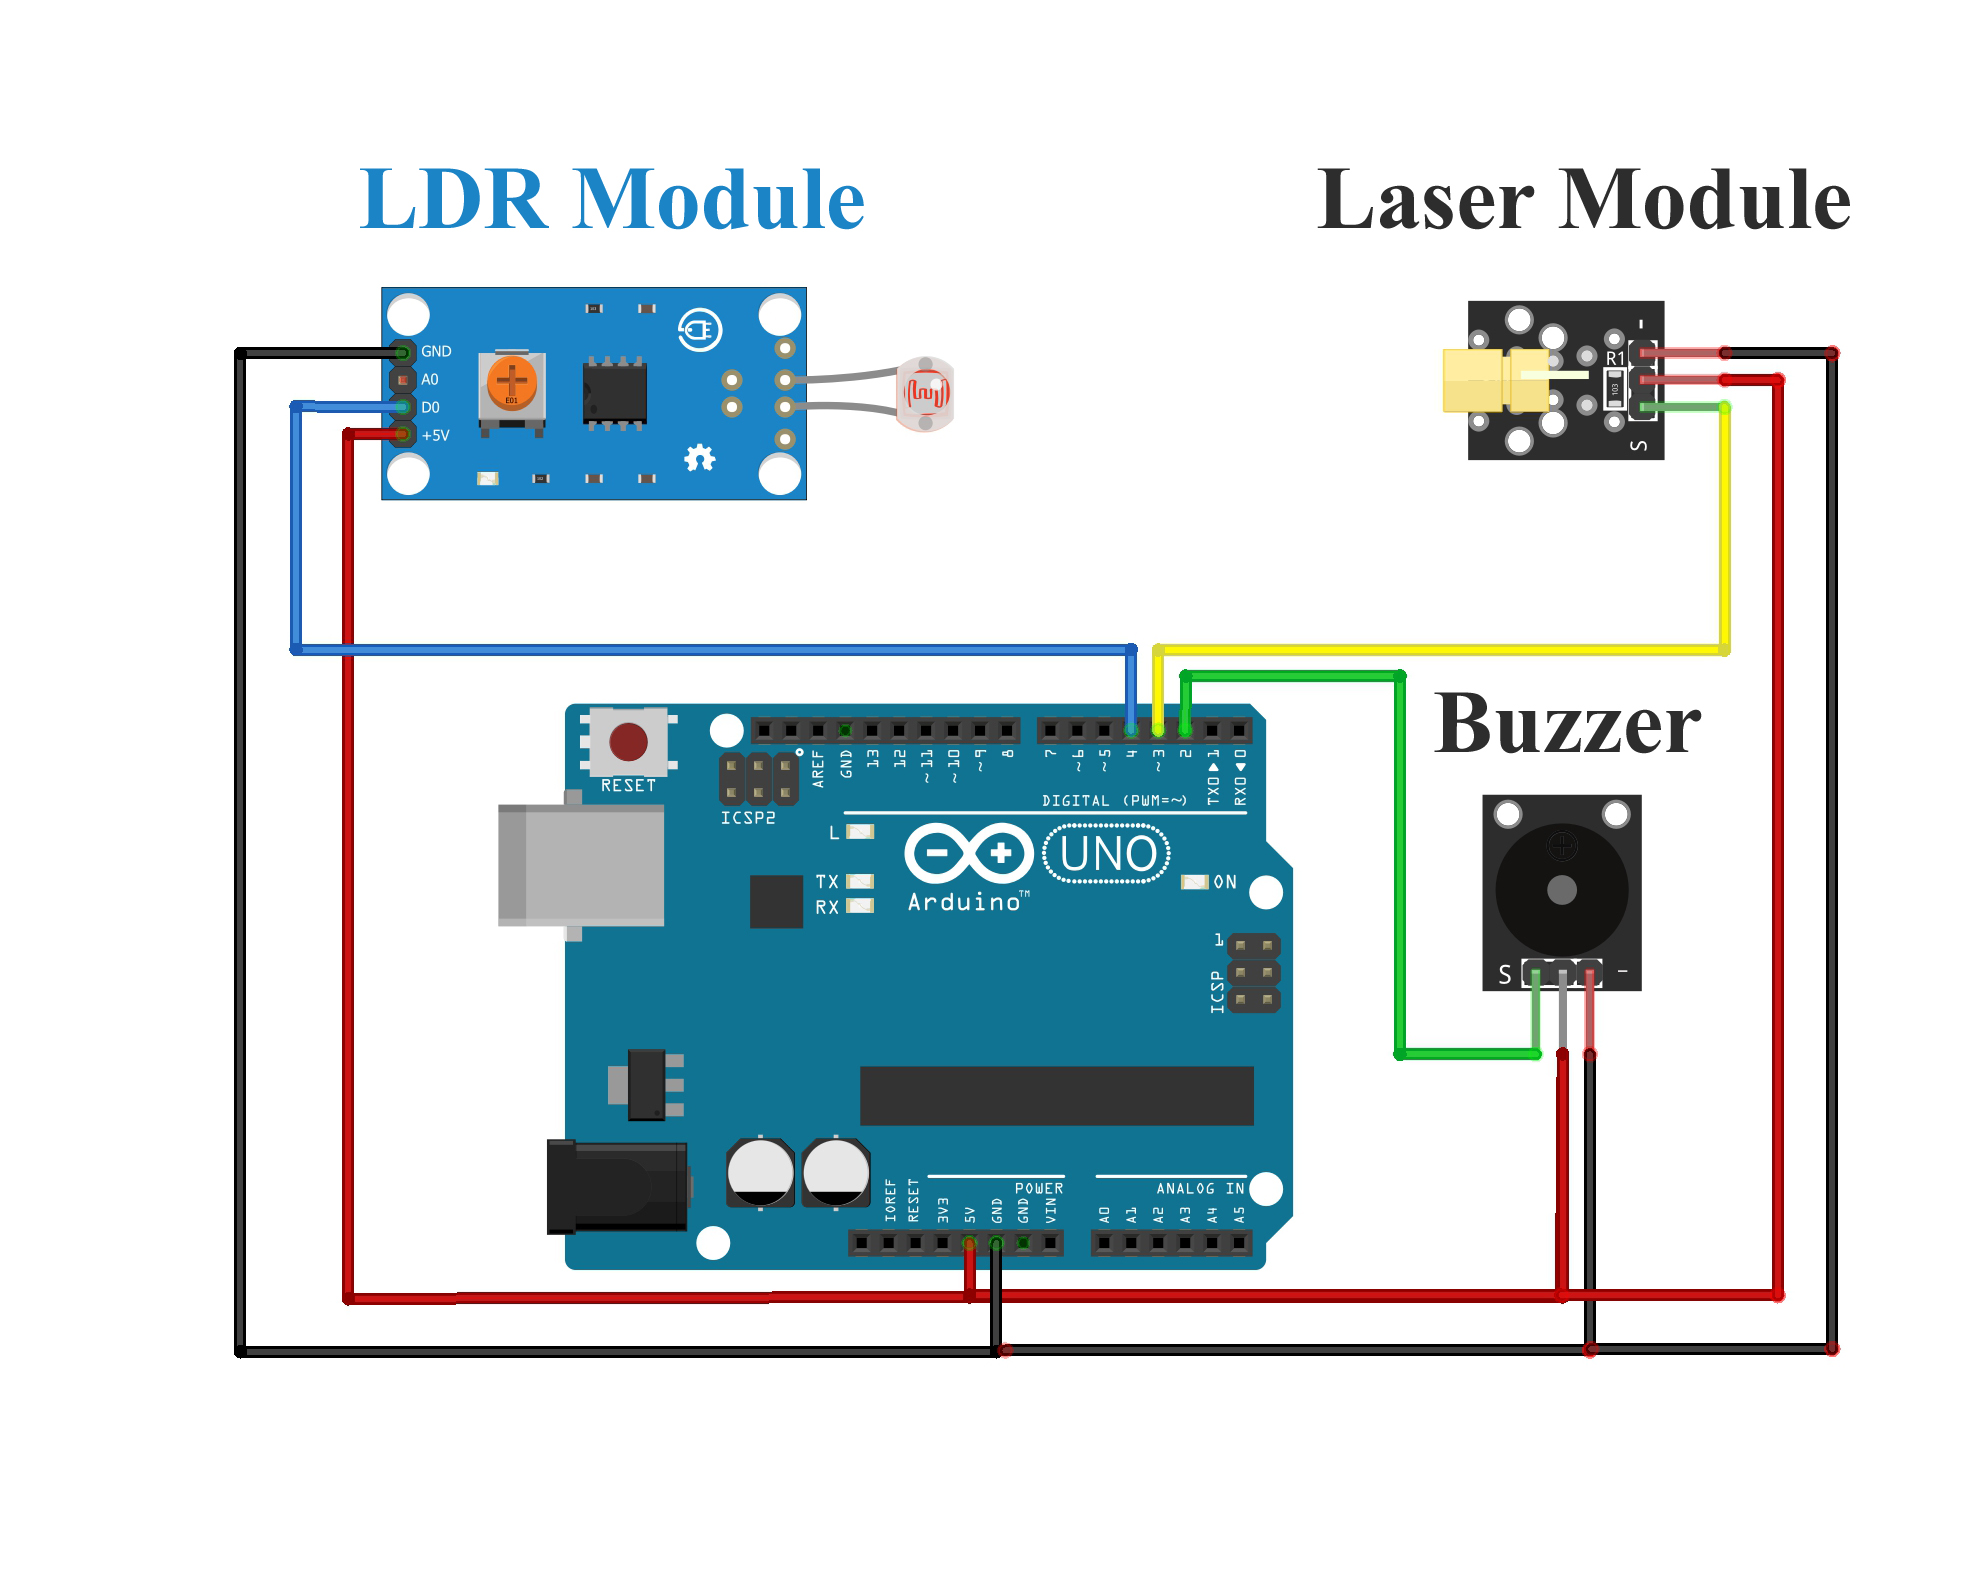 LDR Module
Laser Module
GND
A0
D0
+5V
E01
-
R1
103
S
Buzzer
S
-
RESET
ICSP2
AREF
GND
13
12
~11
~10
~9
8
7
~6
~5
4
~3
2
TX0▶1
RX0◀0
DIGITAL (PWM=~)
L
TX
RX
UNO
Arduino™
ON
1
ICSP
IOREF
RESET
3V3
5V
GND
GND
VIN
POWER
ANALOG IN
A0
A1
A2
A3
A4
A5